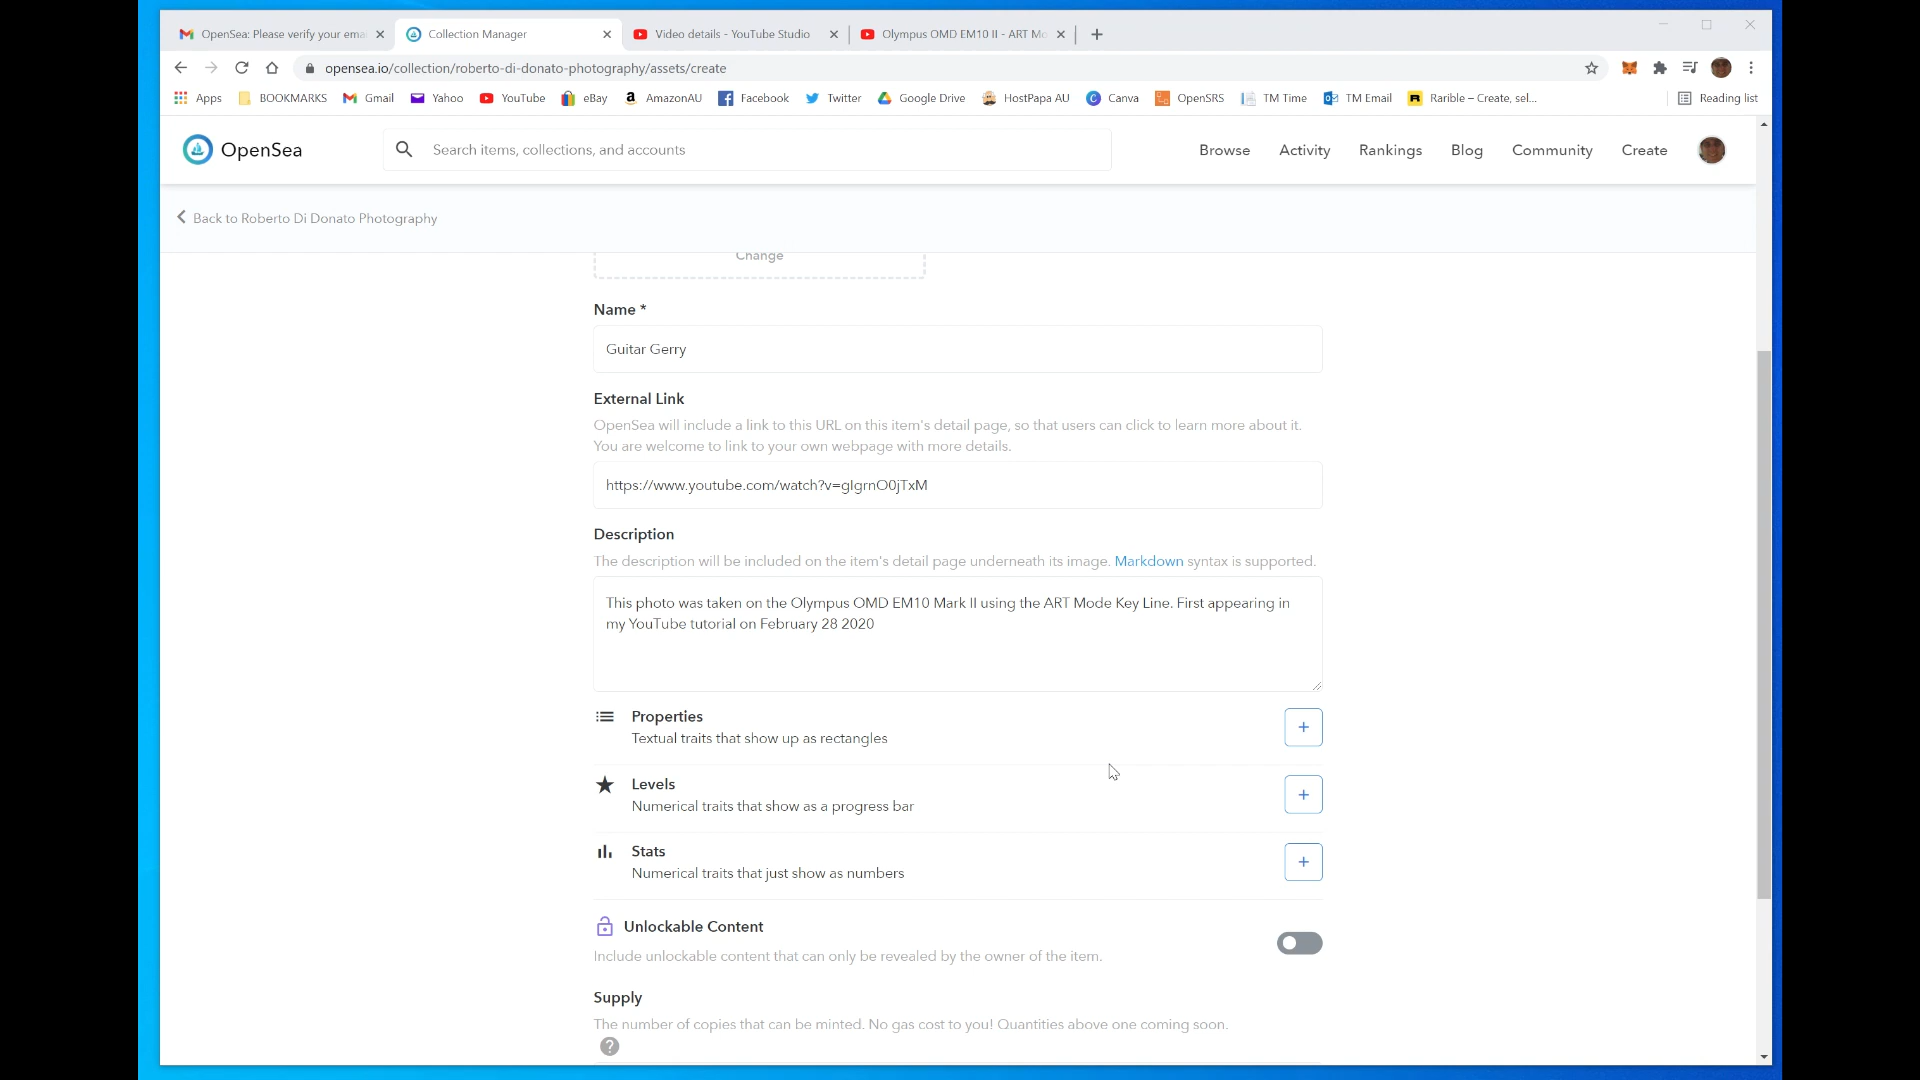 OpenSea: Please verify your ema
Collection Manager
Video details - YouTube Studio
Olympus OMD EM10 II - ART Mo
opensea.io/collection/roberto-di-donato-photography/assets/create
Apps
BOOKMARKS
Gmail
Yahoo
YouTube
eBay
AmazonAU
Facebook
Twitter
Google Drive
HostPapa AU
Canva
OpenSRS
TM Time
TM Email
Rarible – Create, sel...
Reading list
OpenSea
Search items, collections, and accounts
Browse
Activity
Rankings
Blog
Community
Create
Back to Roberto Di Donato Photography
Change
Name *
Guitar Gerry
External Link
OpenSea will include a link to this URL on this item's detail page, so that users can click to learn more about it.
You are welcome to link to your own webpage with more details.
https://www.youtube.com/watch?v=gIgrnO0jTxM
Description
The description will be included on the item's detail page underneath its image. Markdown syntax is supported.
This photo was taken on the Olympus OMD EM10 Mark II using the ART Mode Key Line. First appearing in
my YouTube tutorial on February 28 2020
Properties
Textual traits that show up as rectangles
Levels
Numerical traits that show as a progress bar
Stats
Numerical traits that just show as numbers
Unlockable Content
Include unlockable content that can only be revealed by the owner of the item.
Supply
The number of copies that can be minted. No gas cost to you! Quantities above one coming soon.